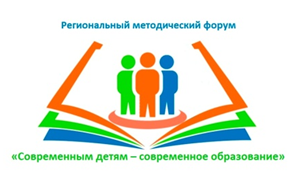 Региональный методический форум
«Современным детям – современное образование»